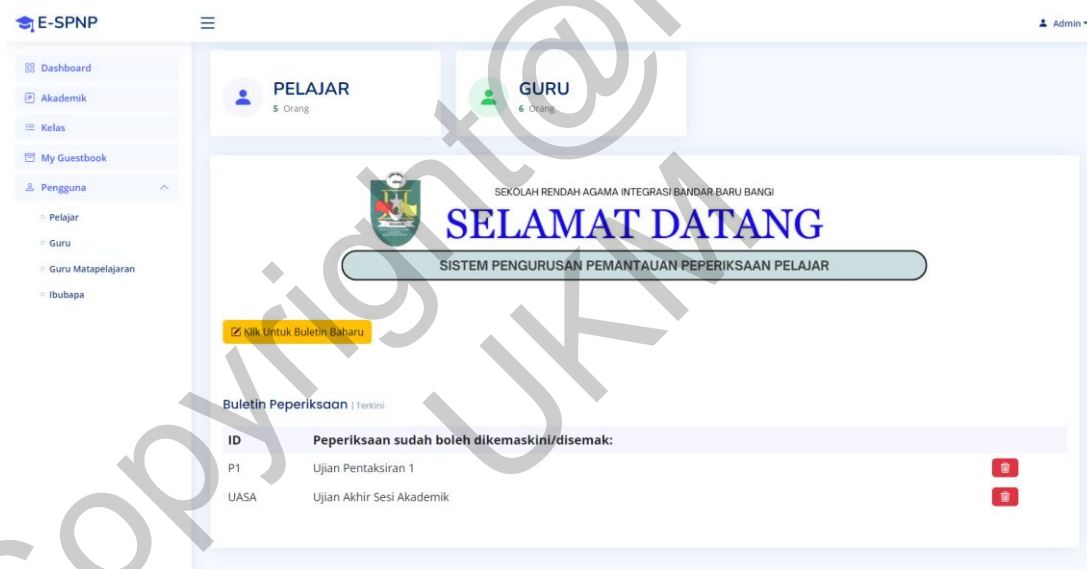 E-SPNP
Admin
Dashboard
Akademik
Kelas
My Guestbook
Pengguna
Pelajar
Guru
Guru Matapelajaran
Ibubapa
PELAJAR
5 Orang
GURU
6 Orang
SEKOLAH RENDAH AGAMA INTEGRASI BANDAR BARU BANGI
SELAMAT DATANG
SISTEM PENGURUSAN PEMANTAUAN PEPERIKSAAN PELAJAR
Klik Untuk Buletin Baharu
Buletin Peperiksaan | Terkini
ID Peperiksaan sudah boleh dikemaskini/disemak:
P1 Ujian Pentaksiran 1
UASA Ujian Akhir Sesi Akademik
Copyright@
UKM